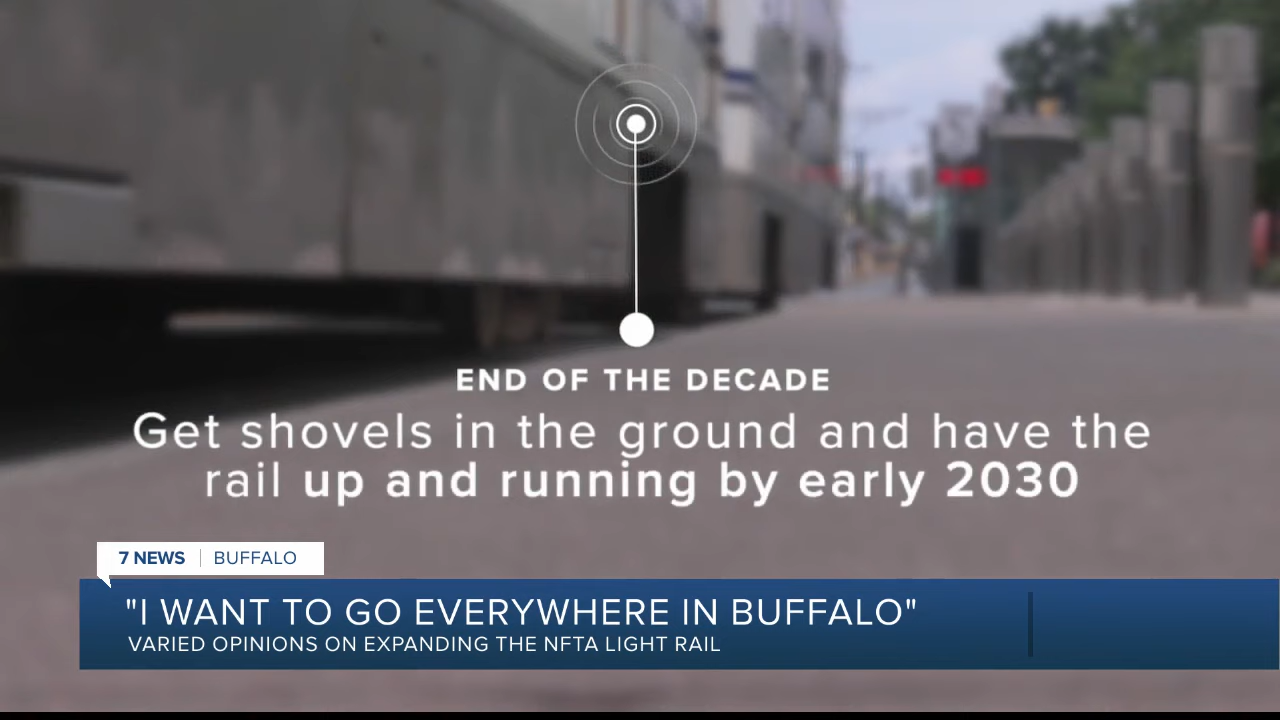 END OF THE DECADE
Get shovels in the ground and have the
rail up and running by early 2030
7 NEWS | BUFFALO
"I WANT TO GO EVERYWHERE IN BUFFALO"
VARIED OPINIONS ON EXPANDING THE NFTA LIGHT RAIL